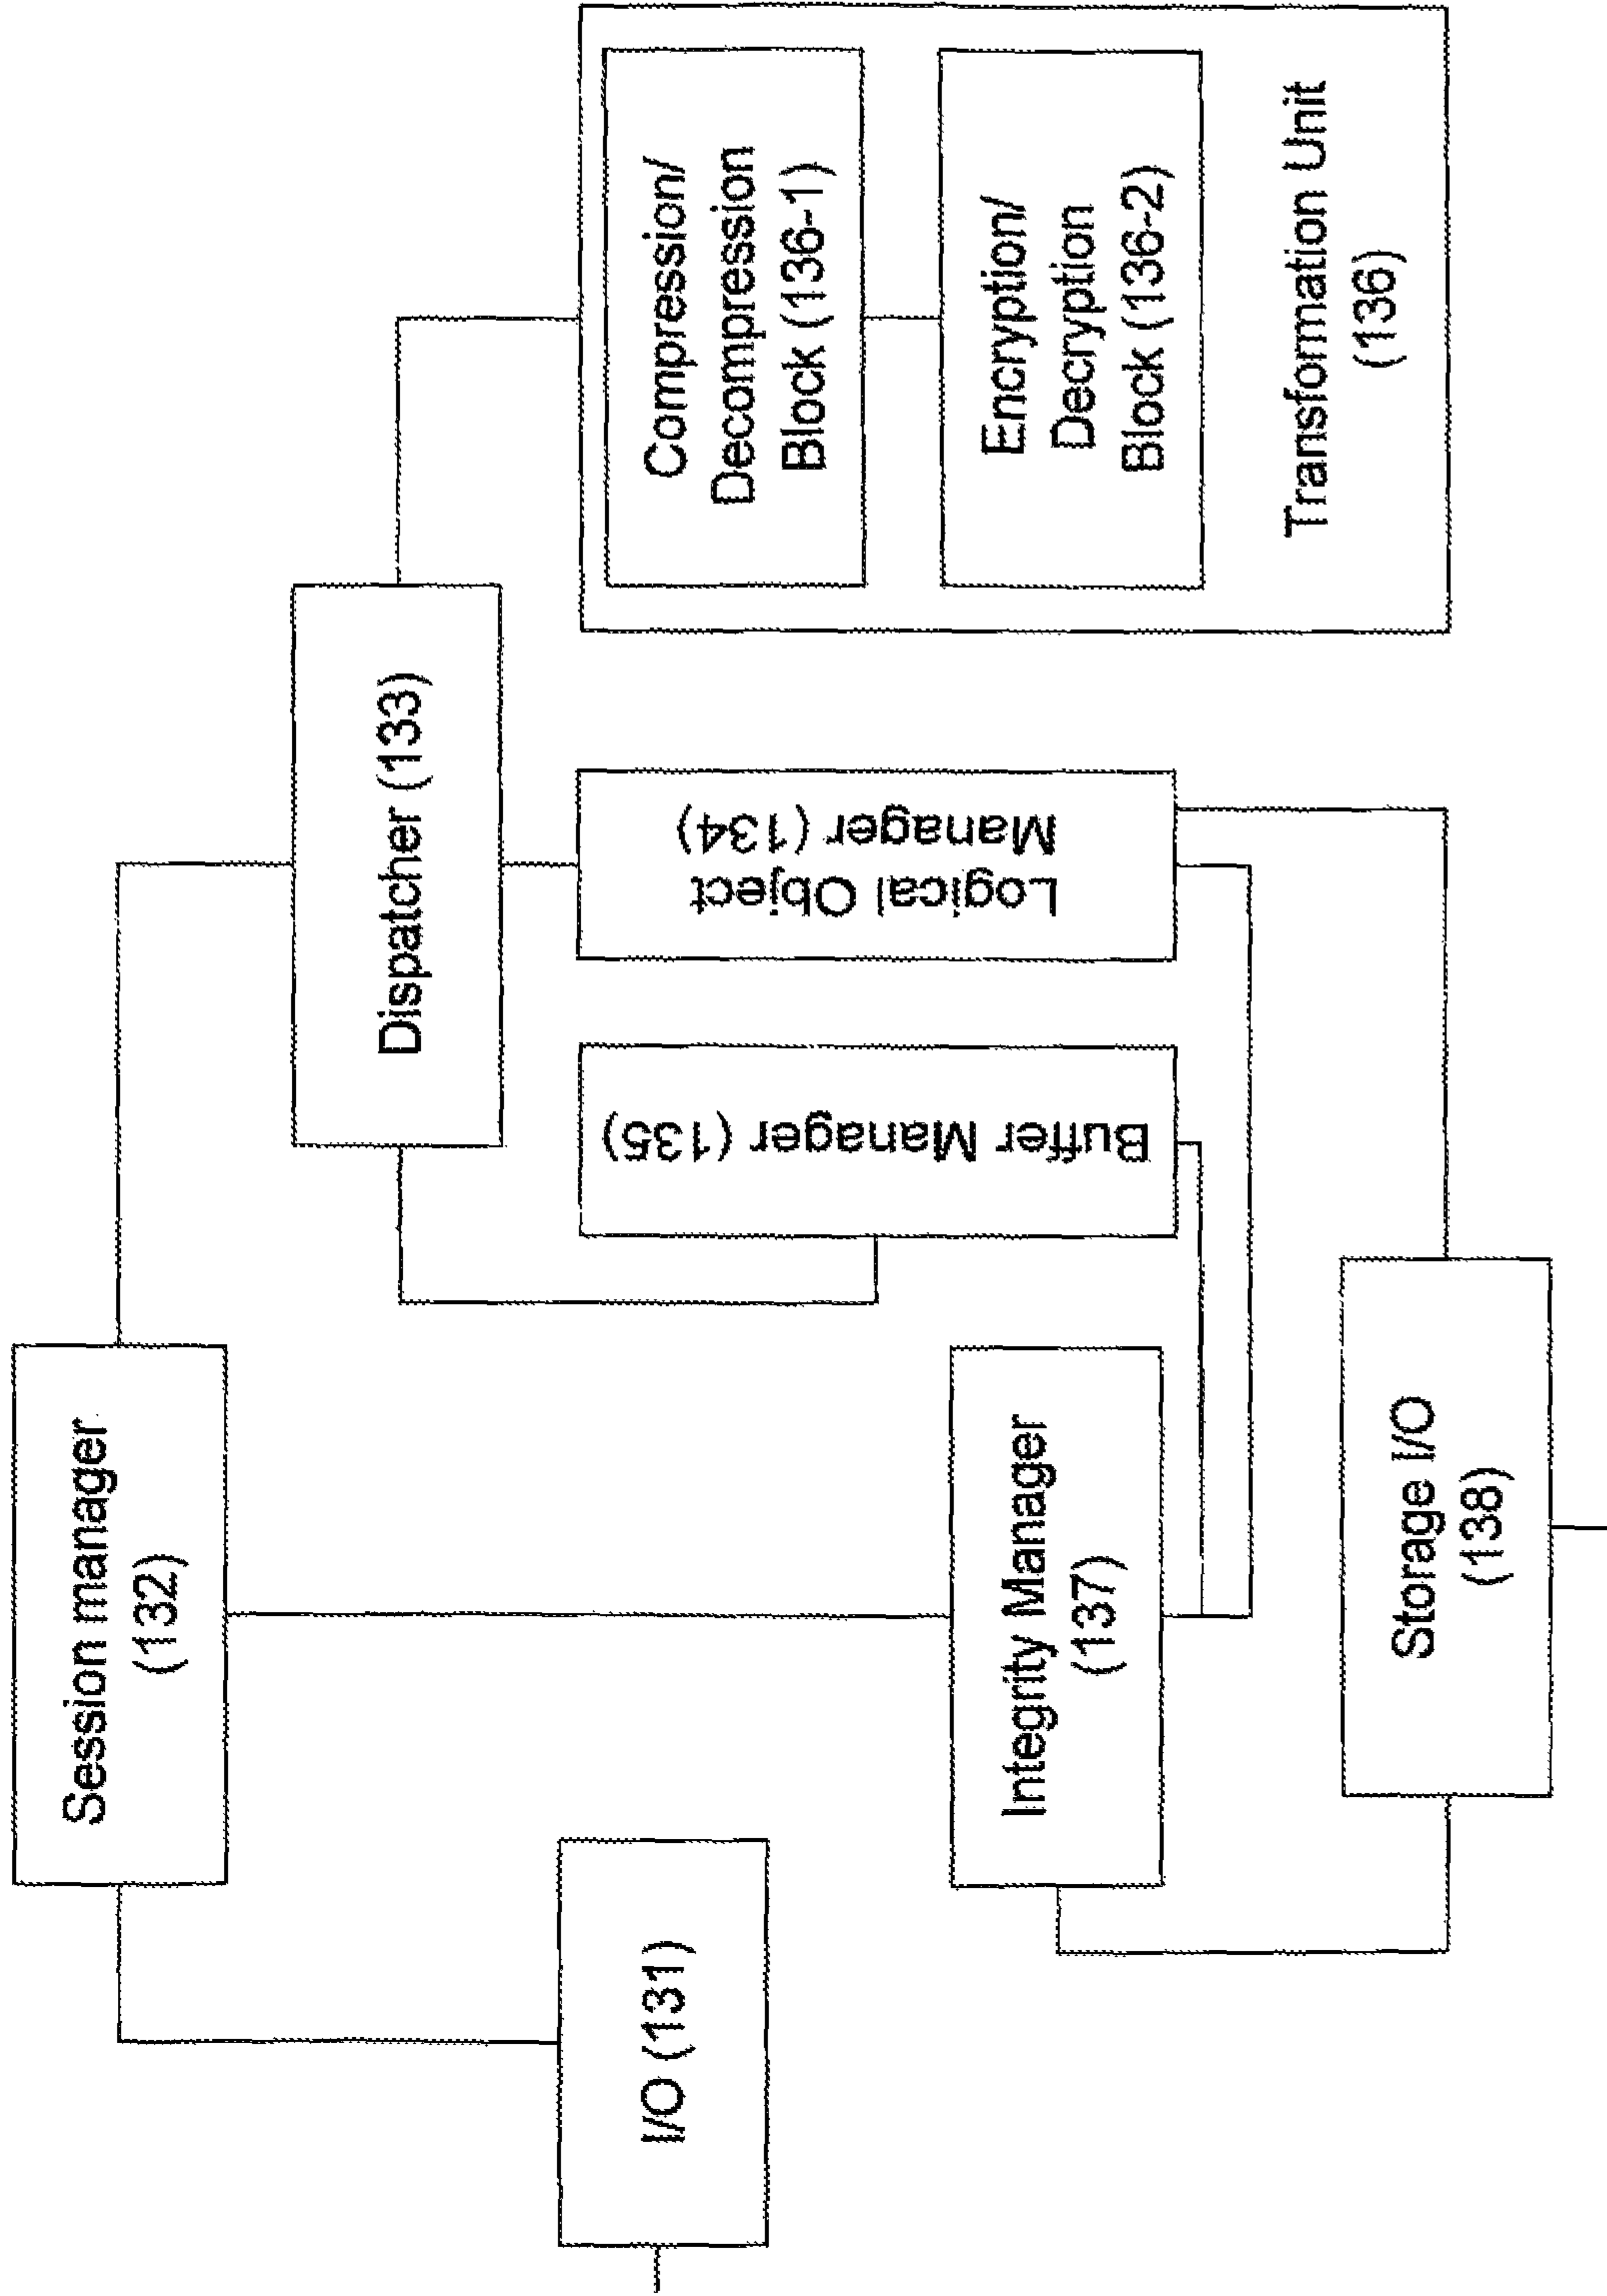 Session manager
(132)
Dispatcher (133)
I/O (131)
Buffer Manager (135)
Logical Object
Manager (134)
Compression/
Decompression
Block (136-1)
Encryption/
Decryption
Block (136-2)
Transformation Unit
(136)
Integrity Manager
(137)
Storage I/O
(138)